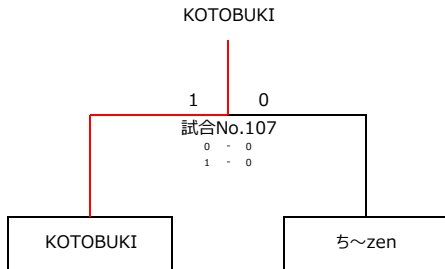 KOTOBUKI
1 0
試合No.107
0 - 0
1 - 0
KOTOBUKI ち～zen